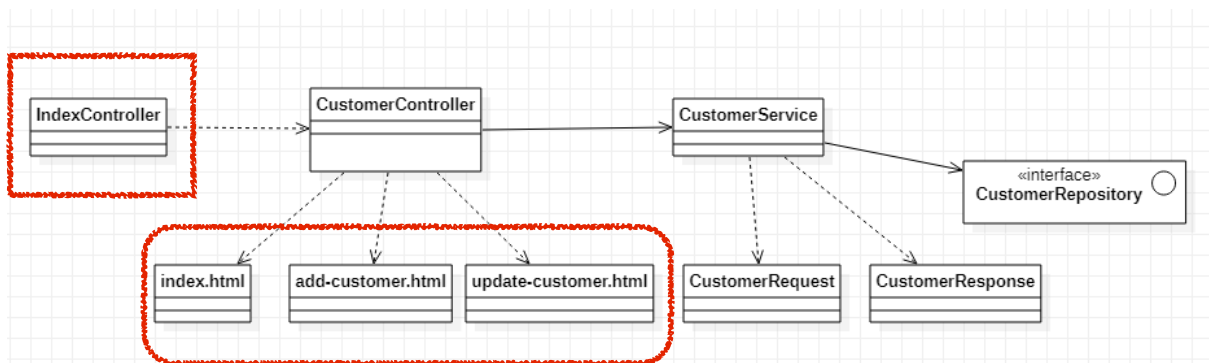 IndexController
CustomerController
CustomerService
«interface»
CustomerRepository
index.html
add-customer.html
update-customer.html
CustomerRequest
CustomerResponse